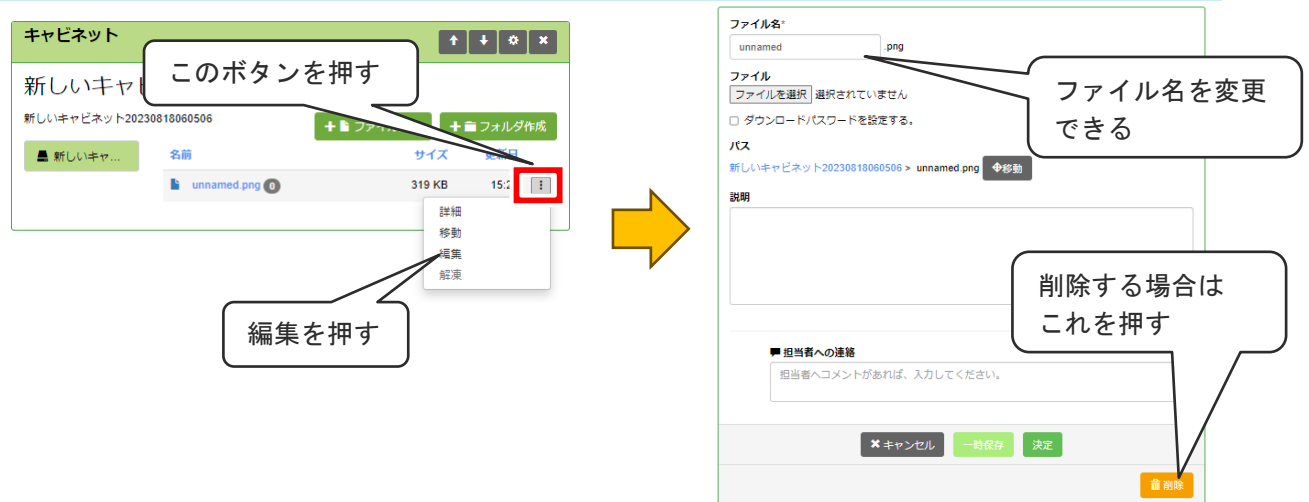 キャビネット
このボタンを押す
新しいキャビ
新しいキャビネット20230818060506
ファイル
フォルダ作成
新しいキャ...
名前
サイズ
更新日
unnamed.png 0
319 KB
15:2
詳細
移動
編集
解凍
編集を押す
ファイル名*
unnamed
.png
ファイル
ファイルを選択 選択されていません
ダウンロードパスワードを設定する。
パス
新しいキャビネット20230818060506 > unnamed.png 移動
説明
ファイル名を変更
できる
削除する場合は
これを押す
担当者への連絡
担当者へコメントがあれば、入力してください。
キャンセル
一時保存
決定
削除